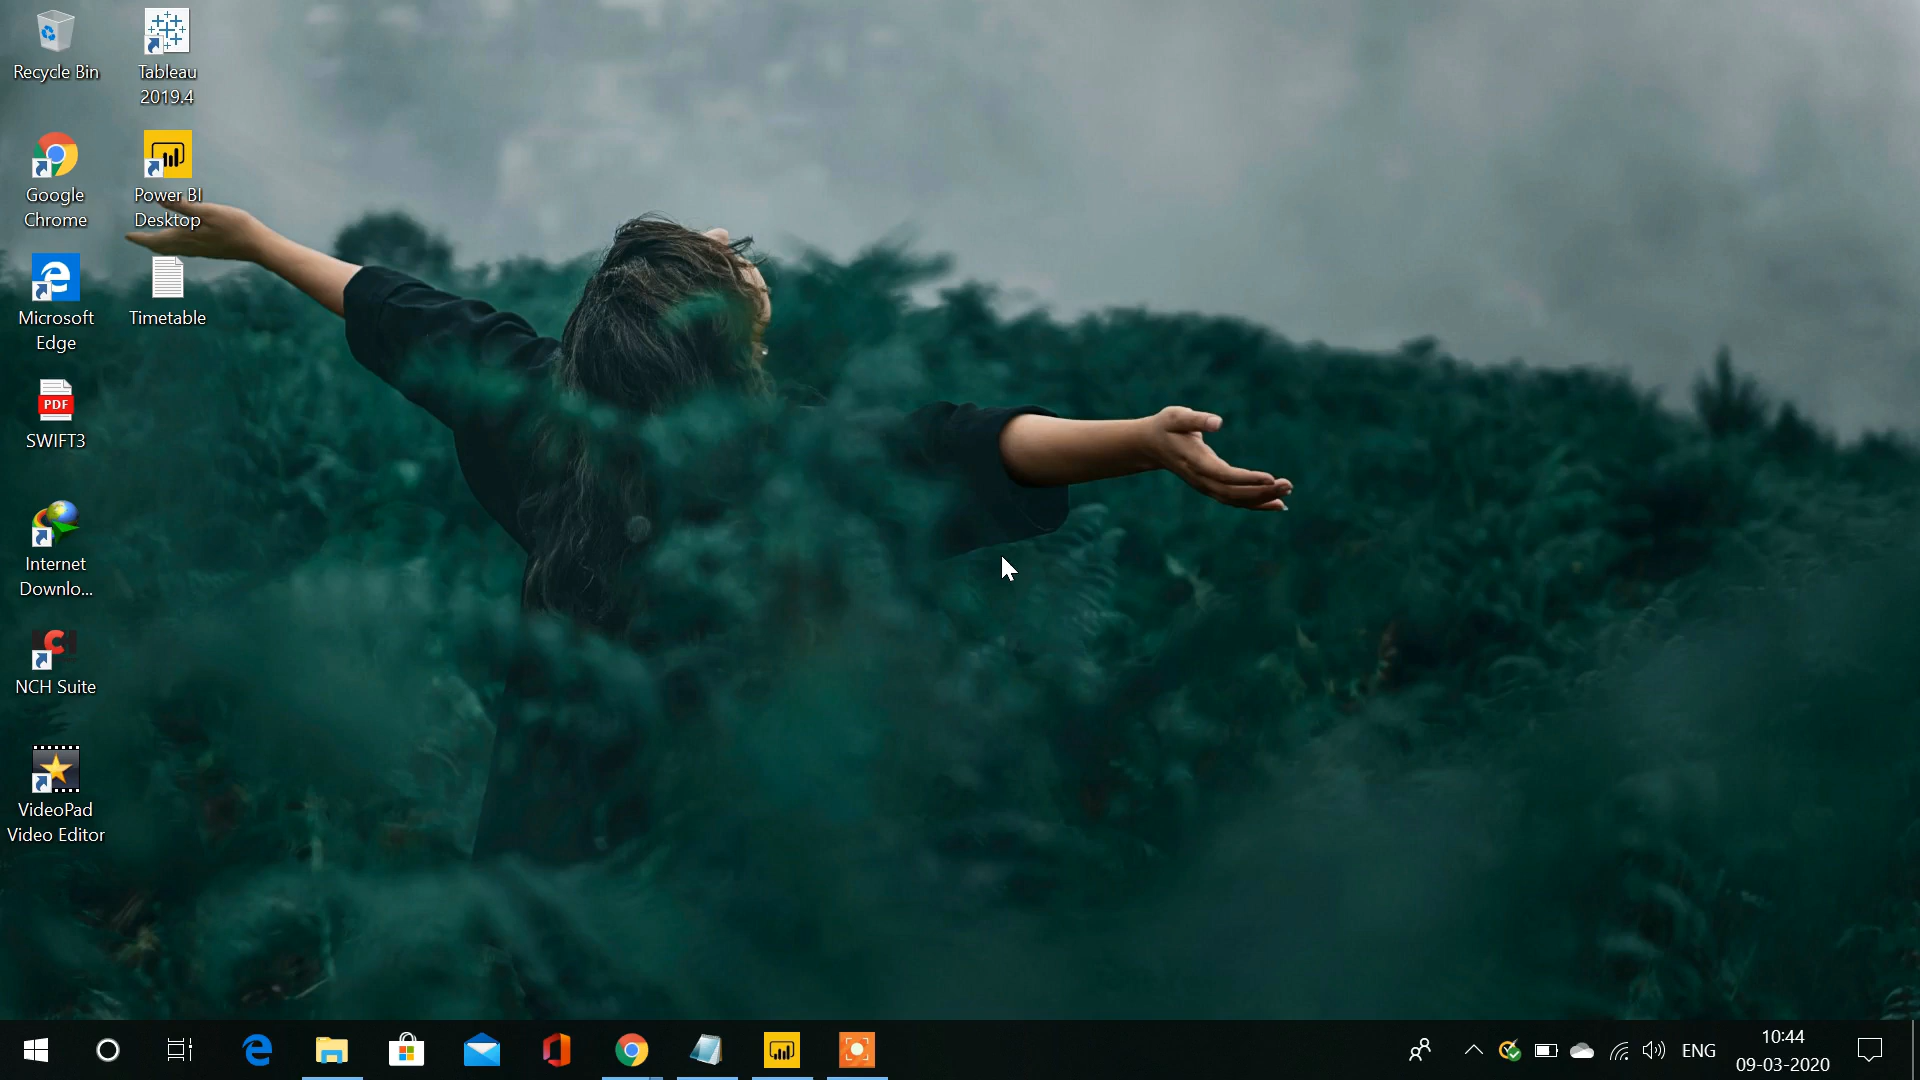 Recycle Bin
Tableau
2019.4
Google
Chrome
Power BI
Desktop
Microsoft
Edge
Timetable
PDF
SWIFT3
Internet
Downlo...
NCH Suite
VideoPad
Video Editor
ENG
10:44
09-03-2020